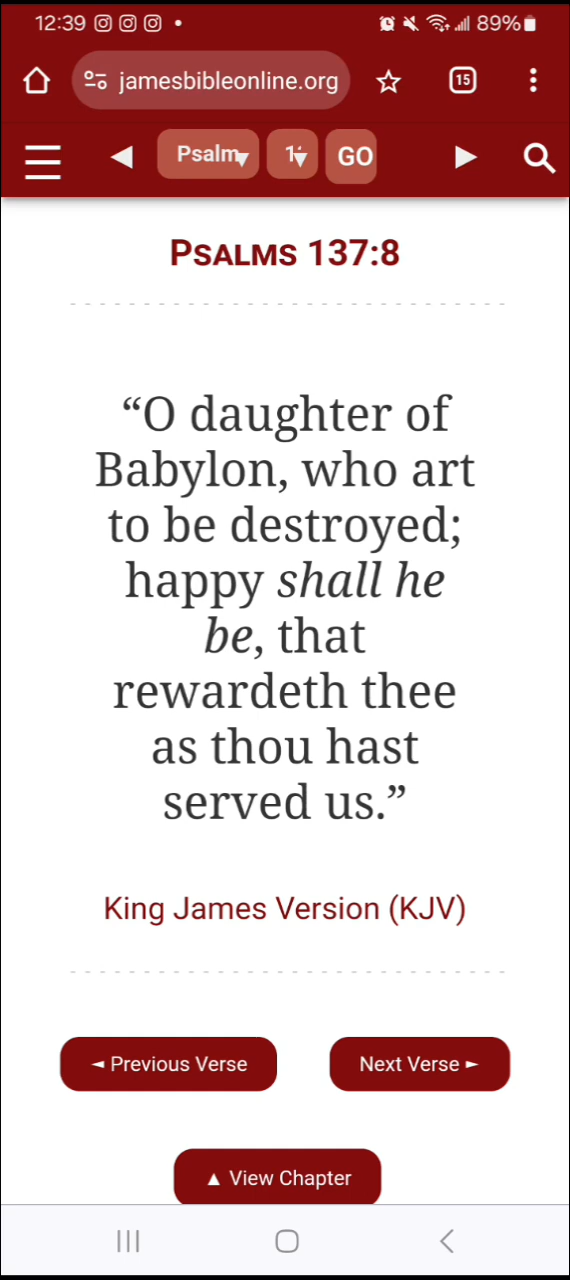 12:39 89%
jamesbibleonline.org 15
Psalm GO
PSALMS 137:8
“O daughter of
Babylon, who art
to be destroyed;
happy shall he
be, that
rewardeth thee
as thou hast
served us.”
King James Version (KJV)
◄ Previous Verse Next Verse ►
▲ View Chapter